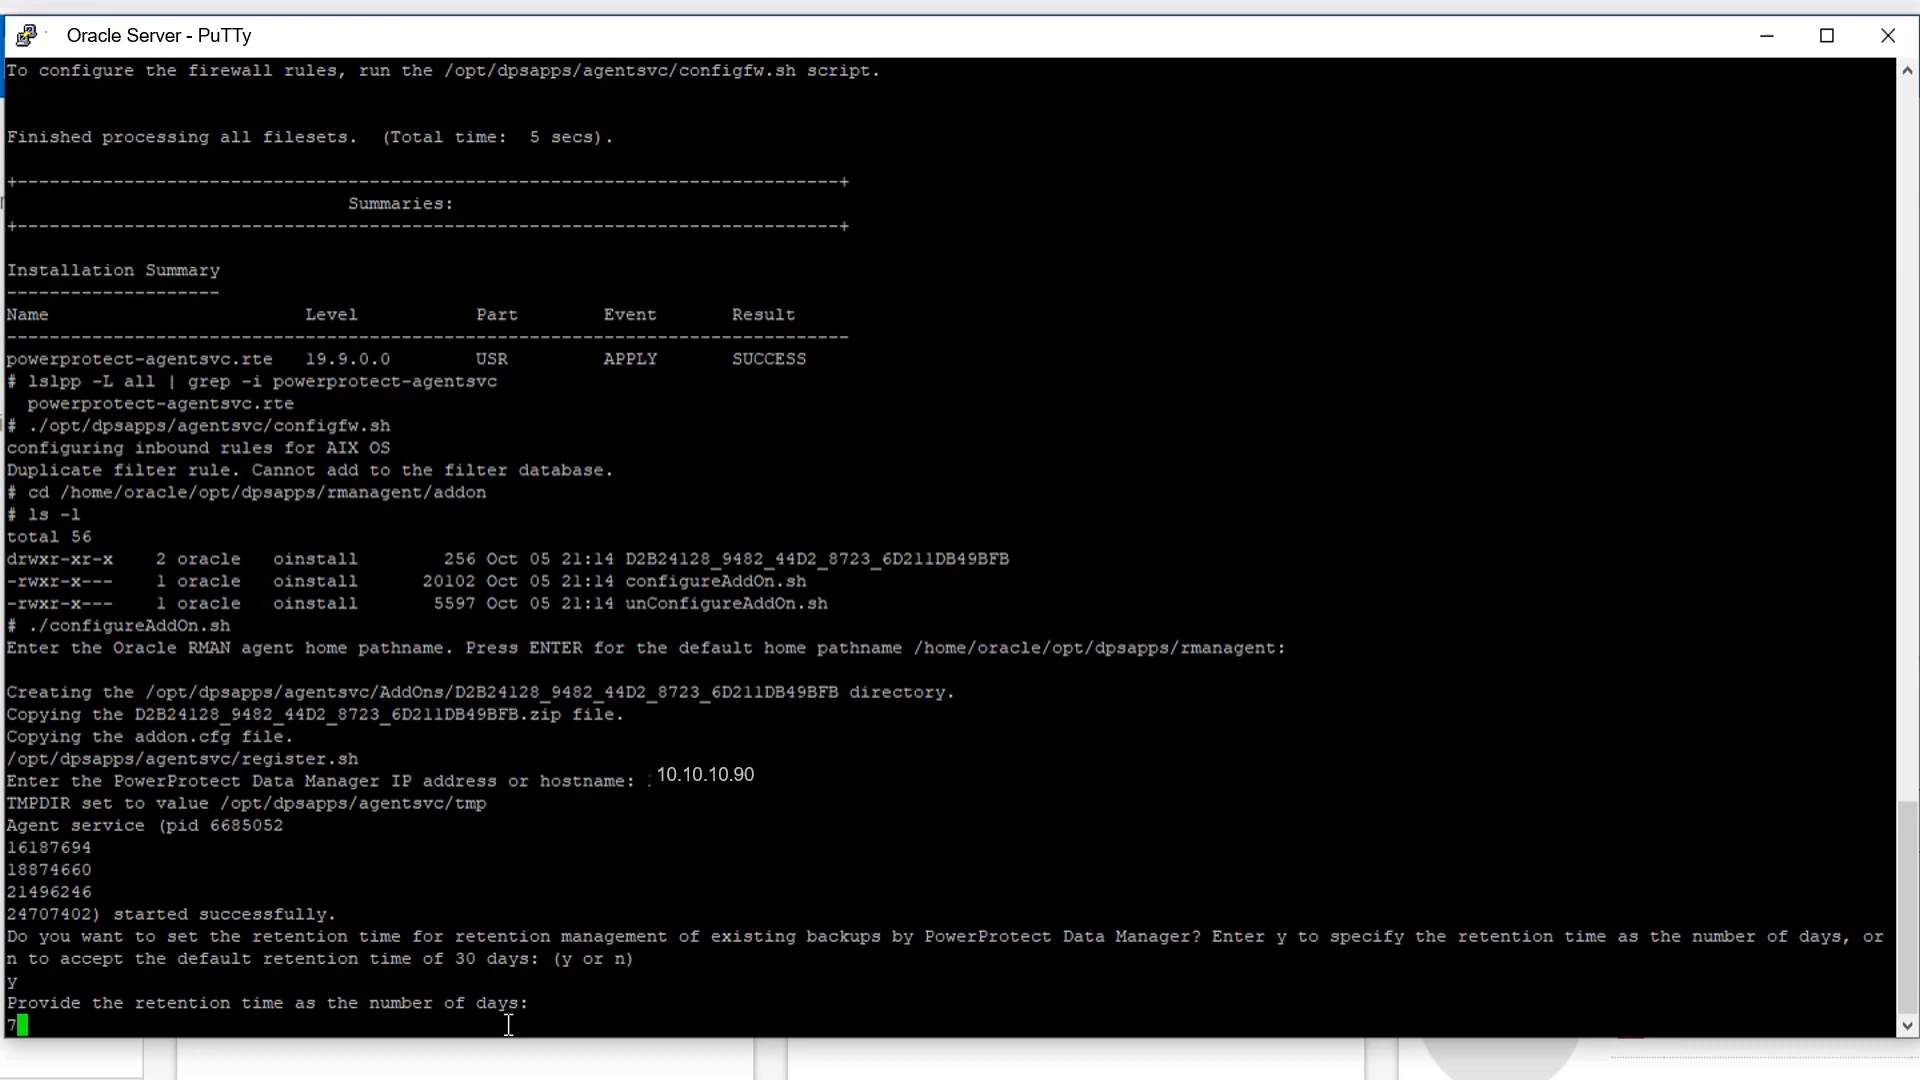 Oracle Server - PuTTy
To configure the firewall rules, run the /opt/dpsapps/agentsvc/configfw.sh script.
Finished processing all filesets.  (Total time:  5 secs).
+-----------------------------------------------------------------------------+
Summaries:
+-----------------------------------------------------------------------------+
Installation Summary
--------------------
Name                        Level           Part        Event       Result
-------------------------------------------------------------------------------
powerprotect-agentsvc.rte   19.9.0.0        USR         APPLY       SUCCESS
# lslpp -L all | grep -i powerprotect-agentsvc
powerprotect-agentsvc.rte
# ./opt/dpsapps/agentsvc/configfw.sh
configuring inbound rules for AIX OS
Duplicate filter rule. Cannot add to the filter database.
# cd /home/oracle/opt/dpsapps/rmanagent/addon
# ls -l
total 56
drwxr-xr-x    2 oracle   oinstall        256 Oct 05 21:14 D2B24128_9482_44D2_8723_6D211DB49BFB
-rwxr-x---    1 oracle   oinstall      20102 Oct 05 21:14 configureAddOn.sh
-rwxr-x---    1 oracle   oinstall       5597 Oct 05 21:14 unConfigureAddOn.sh
# ./configureAddOn.sh
Enter the Oracle RMAN agent home pathname. Press ENTER for the default home pathname /home/oracle/opt/dpsapps/rmanagent:
Creating the /opt/dpsapps/agentsvc/AddOns/D2B24128_9482_44D2_8723_6D211DB49BFB directory.
Copying the D2B24128_9482_44D2_8723_6D211DB49BFB.zip file.
Copying the addon.cfg file.
/opt/dpsapps/agentsvc/register.sh
Enter the PowerProtect Data Manager IP address or hostname: 10.10.10.90
TMPDIR set to value /opt/dpsapps/agentsvc/tmp
Agent service (pid 6685052
16187694
18874660
21496246
24707402) started successfully.
Do you want to set the retention time for retention management of existing backups by PowerProtect Data Manager? Enter y to specify the retention time as the number of days, or
n to accept the default retention time of 30 days: (y or n)
y
Provide the retention time as the number of days:
7